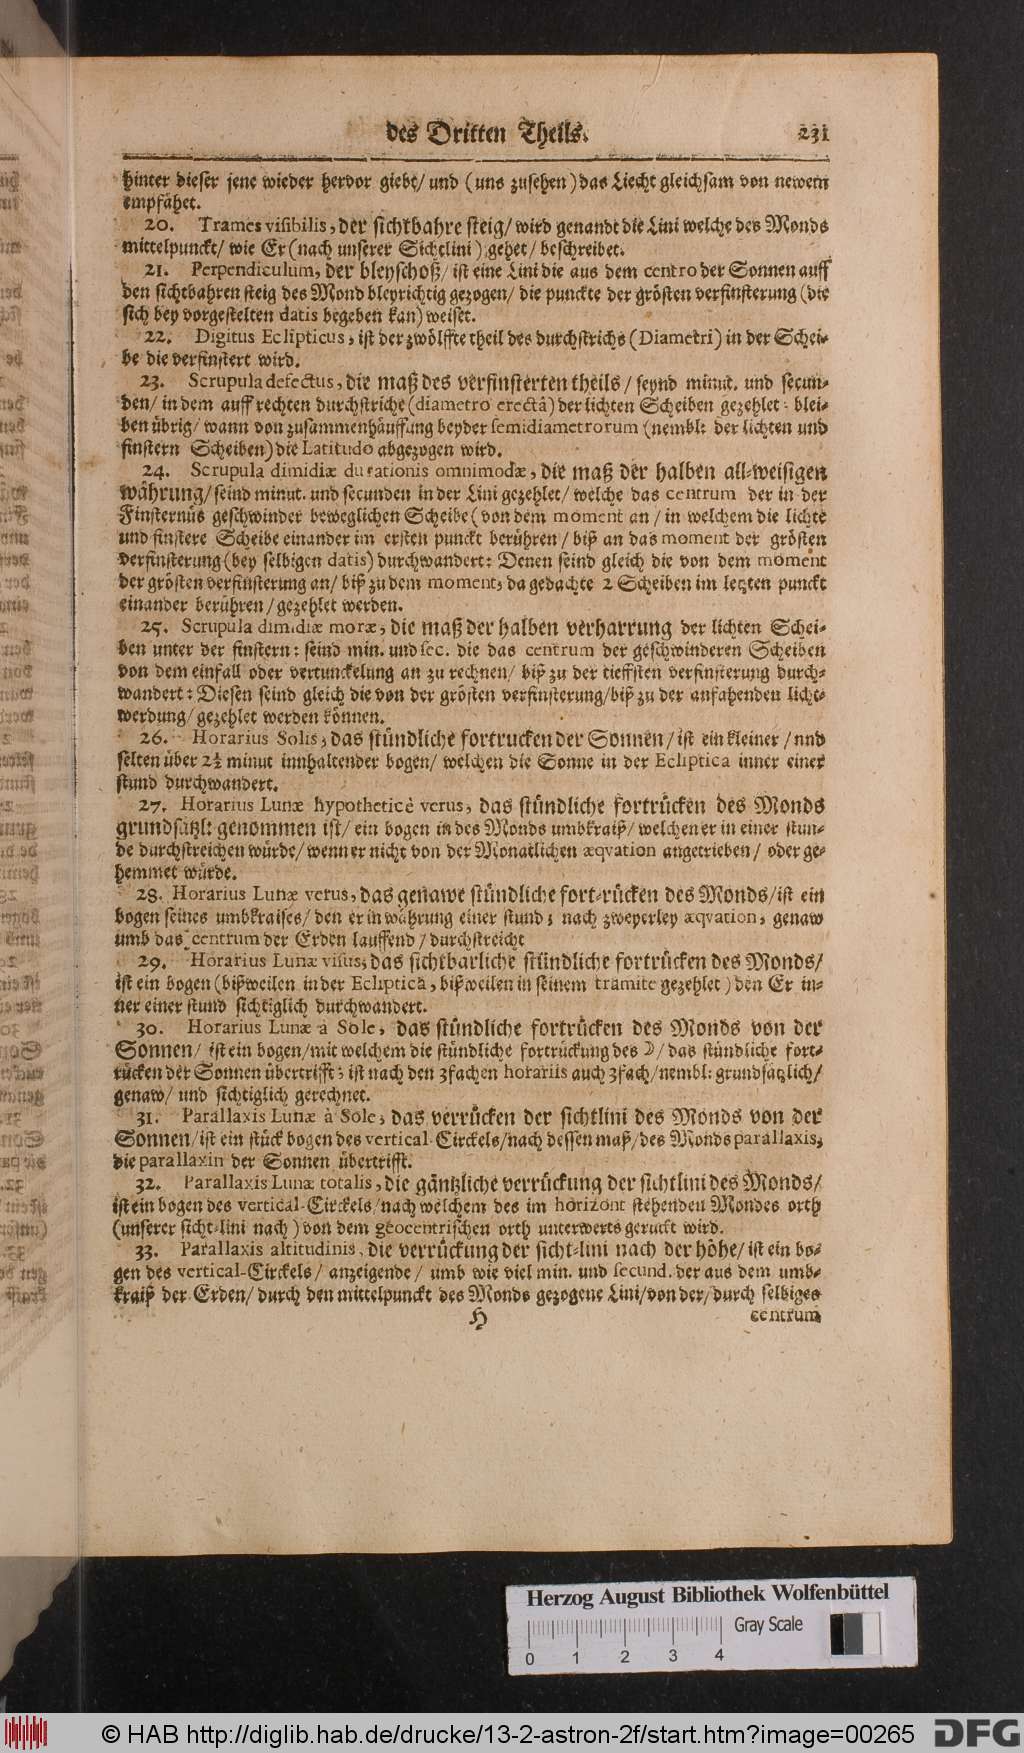 des Dritten Theils. 231
hinter dieser jene wieder hervor giebt/ und (uns zusehen) das Liecht gleichsam von newem
empfähet.
20. Trames visibilis, der sichtbahre steig/ wird genandt die Lini welche des Monds
mittelpunckt/ wie Er (nach unserer Sichtlini) gehet/ beschreibet.
21. Perpendiculum, der bleyschoß/ ist eine Lini die aus dem centro der Sonnen auff
den sichtbahren steig des Mond bleyrichtig gezogen/ die puncte der grösten verfinsterung (die
sich bey vorgestelten datis begeben kan) weiset.
22. Digitus Eclipticus, ist der zwölffte theil des durchstrichs (Diametri) in der Schei-
be die verfinstert wird.
23. Scrupula defectus, die maß des verfinsterten theils/ seynd minut. und secun-
den/ in dem auff rechten durchstriche (diametro erectâ) der lichten Scheiben gezehlet: blei-
ben übrig/ wann von zusammenhäuffung beyder semidiametrorum (nembl: der lichten und
finstern Scheiben) die Latitudo abgezogen wird.
24. Scrupula dimidiæ durationis omnimodæ, die maß der halben all-weisigen
währung/ seind minut. und secunden in der Lini gezehlet/ welche das centrum der in der
Finsternüs geschwinder beweglichen Scheibe (von dem moment an/ in welchem die lichte
und finstere Scheibe einander im ersten punckt berühren/ biß an das moment der grösten
verfinsterung (bey selbigen datis) durchwandert: Denen seind gleich die von dem moment
der grösten verfinsterung an/ biß zu dem moment, da gedachte 2 Scheiben im letzten punckt
einander berühren/ gezehlet werden.
25. Scrupula dimidiæ moræ, die maß der halben verharrung der lichten Schei-
ben unter der finstern: seind min. und sec. die das centrum der geschwinderen Scheiben
von dem einfall oder vertunckelung an zu rechnen/ biß zu der tieffsten verfinsterung durch-
wandert: Diesen seind gleich die von der grösten verfinsterung/ biß zu der anfahenden licht-
werdung/ gezehlet werden können.
26. Horarius Solis, das stündliche fortrucken der Sonnen/ ist ein kleiner/ nnd
selten über 2½ minut innhaltender bogen/ welchen die Sonne in der Ecliptica inner einer
stund durchwandert.
27. Horarius Lunæ hypotheticè verus, das stündliche fortrücken des Monds
grundsätzl: genommen ist/ ein bogen in des Monds umbkraiß/ welchen er in einer stun-
de durchstreichen würde/ wenn er nicht von der Monatlichen æqvation angetrieben/ oder ge-
hemmet würde.
28. Horarius Lunæ verus, das genawe stündliche fort-rücken des Monds/ ist ein
bogen seines umbkraises/ den er in währung einer stund, nach zweyerley æqvation, genaw
umb das centrum der Erden lauffend/ durchstreicht
29. Horarius Lunæ visus, das sichtbarliche stündliche fortrücken des Monds/
ist ein bogen (bißweilen in der Ecliptica, bißweilen in seinem tramite gezehlet) den Er in-
ner einer stund sichtiglich durchwandert.
30. Horarius Lunæ à Sole, das stündliche fortrücken des Monds von der
Sonnen/ ist ein bogen/ mit welchem die stündliche fortrückung des ☽/ das stündliche fort-
rücken der Sonnen übertrifft; ist nach den 3fachen horariis auch 3fach/ nembl: grundsätzlich/
genaw/ und sichtiglich gerechnet.
31. Parallaxis Lunæ à Sole, das verrücken der sichtlini des Monds von der
Sonnen/ ist ein stück bogen des vertical-Circkels/ nach dessen maß/ des Monds parallaxis,
die parallaxin der Sonnen übertrifft.
32. Parallaxis Lunæ totalis, die gäntzliche verrückung der sichtlini des Monds/
ist ein bogen des vertical-Circkels/ nach welchem des im horizont stehenden Mondes orth
(unserer sicht-lini nach) von dem geocentrischen orth unterwerts geruckt wird.
33. Parallaxis altitudinis, die verrückung der sicht-lini nach der höhe/ ist ein bo-
gen des vertical-Circkels/ anzeigende/ umb wie viel min. und secund. der aus dem umb-
kraiß der Erden/ durch den mittelpunckt des Monds gezogene Lini/ von der/ durch selbiges
H centrum
Herzog August Bibliothek Wolfenbüttel
Gray Scale
0 1 2 3 4
© HAB http://diglib.hab.de/drucke/13-2-astron-2f/start.htm?image=00265
DFG